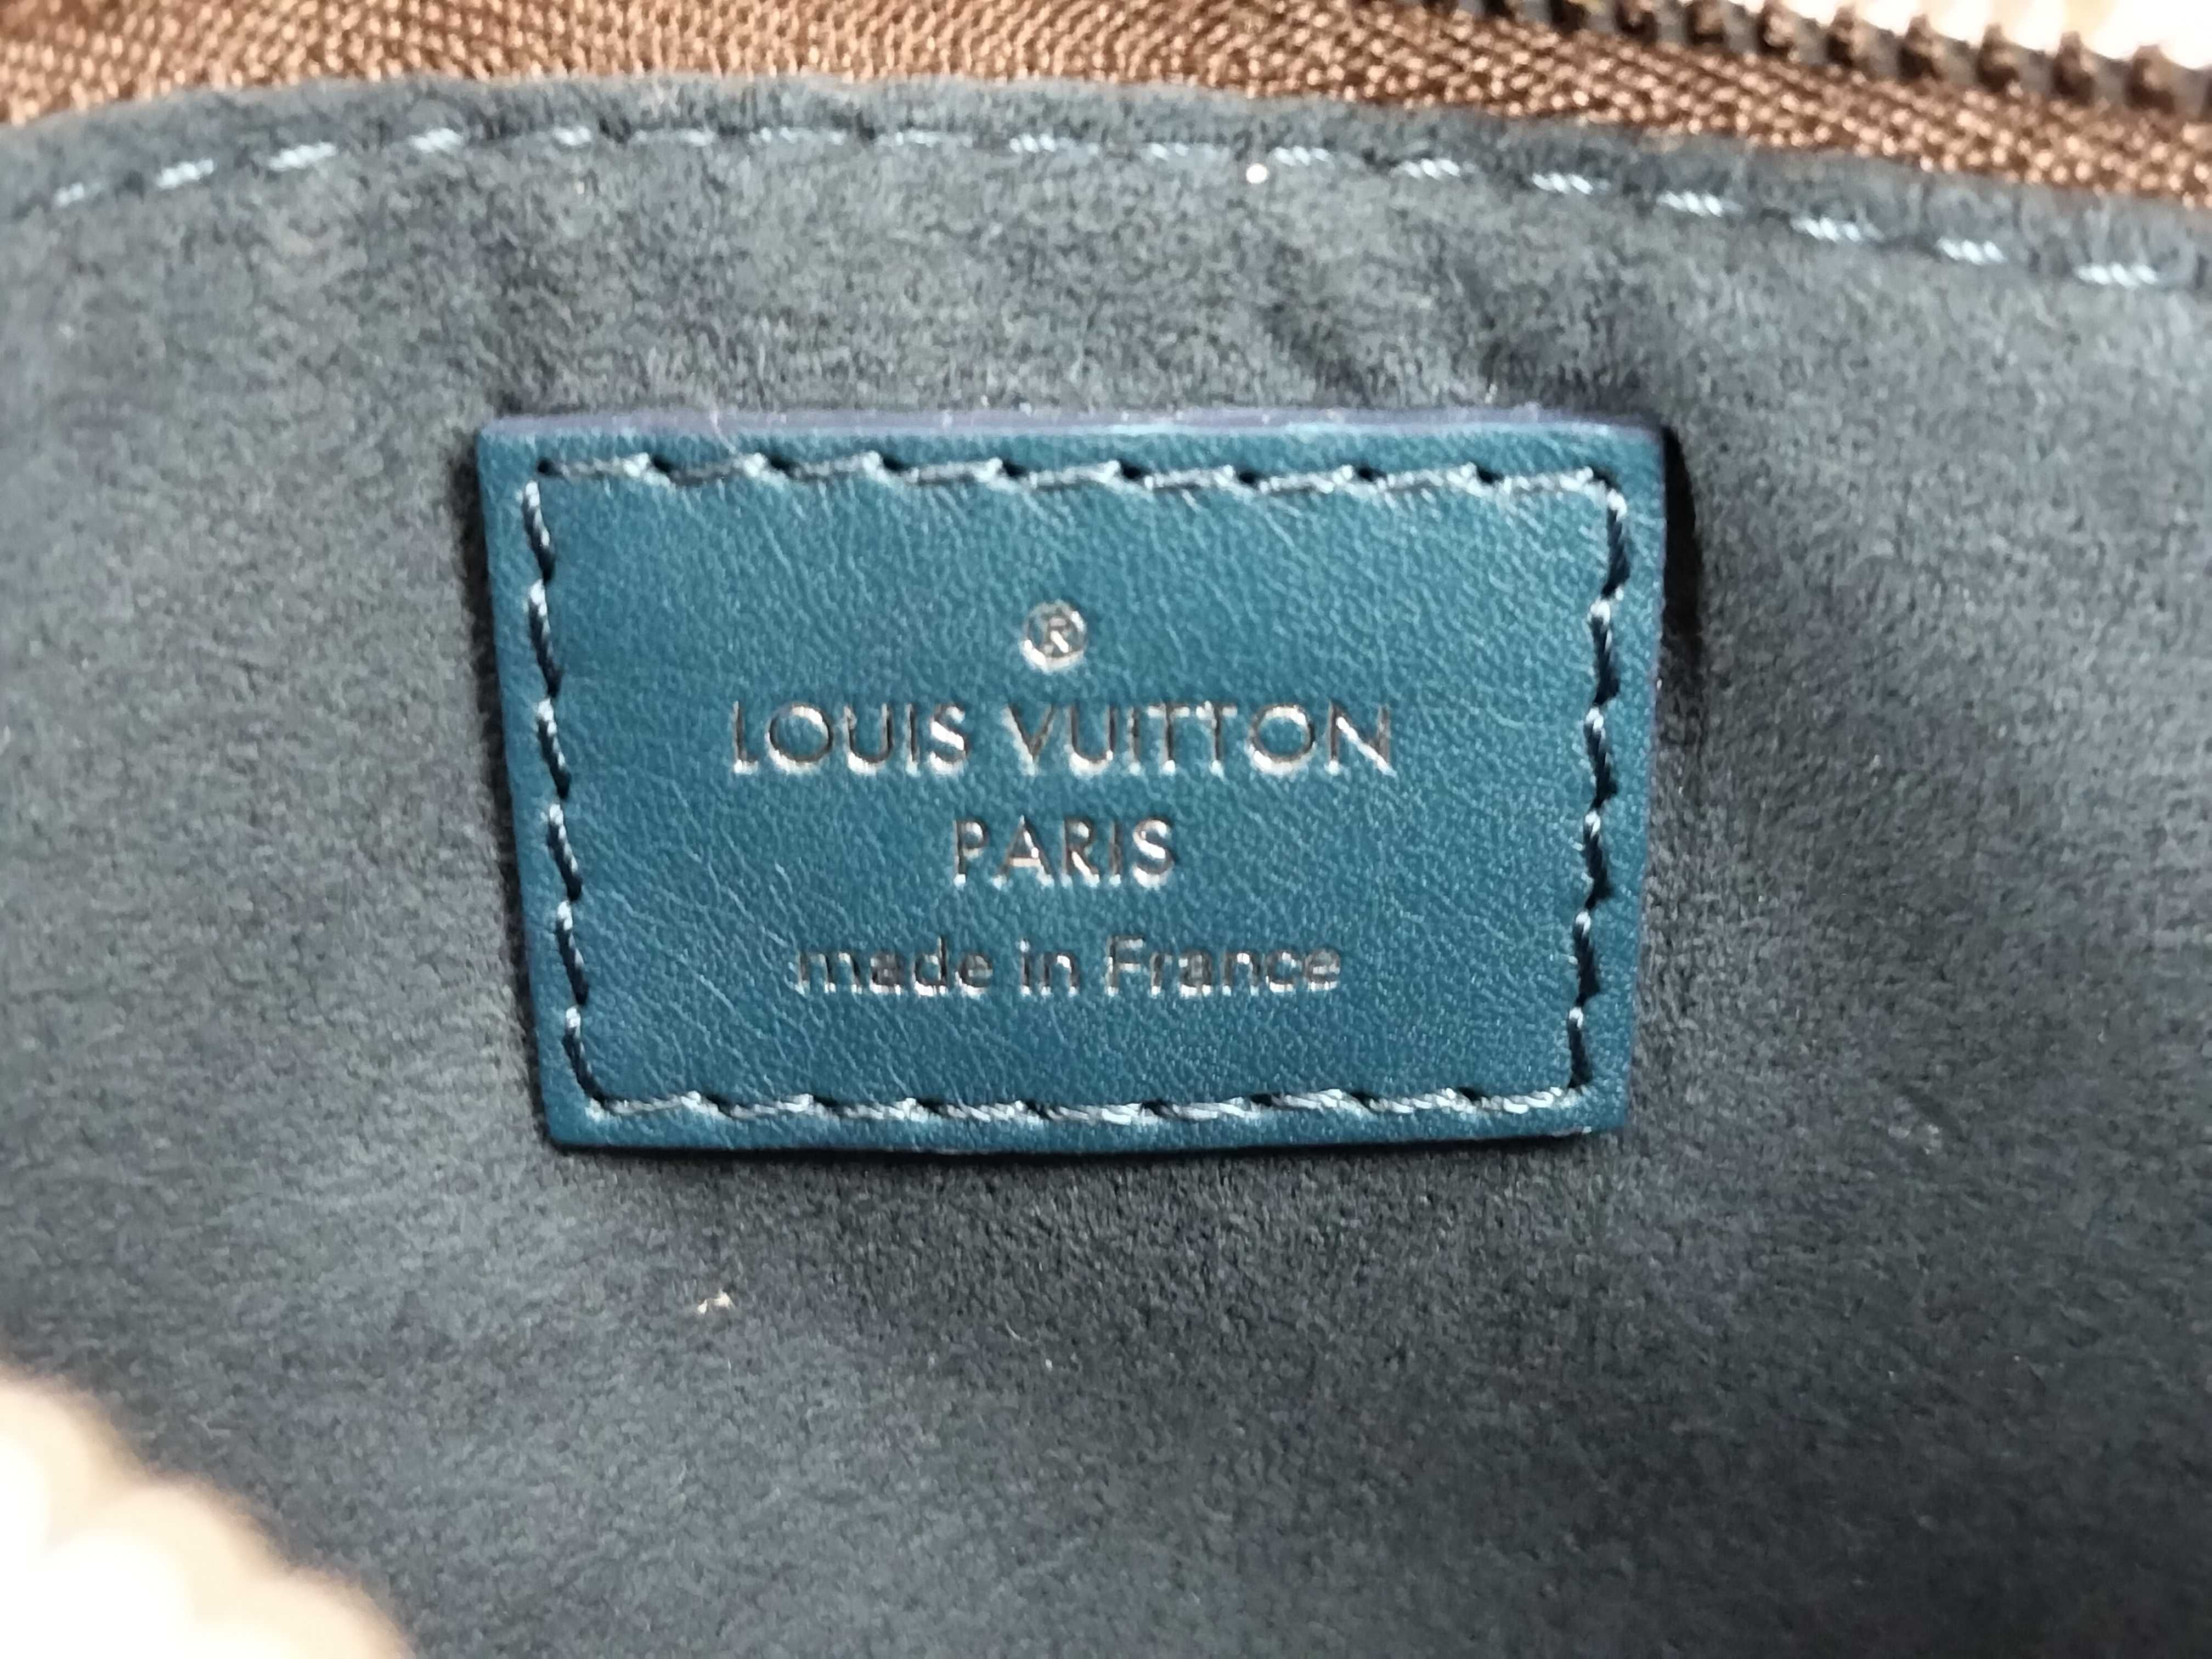 ®
LOUIS VUITTON
PARIS
made in France